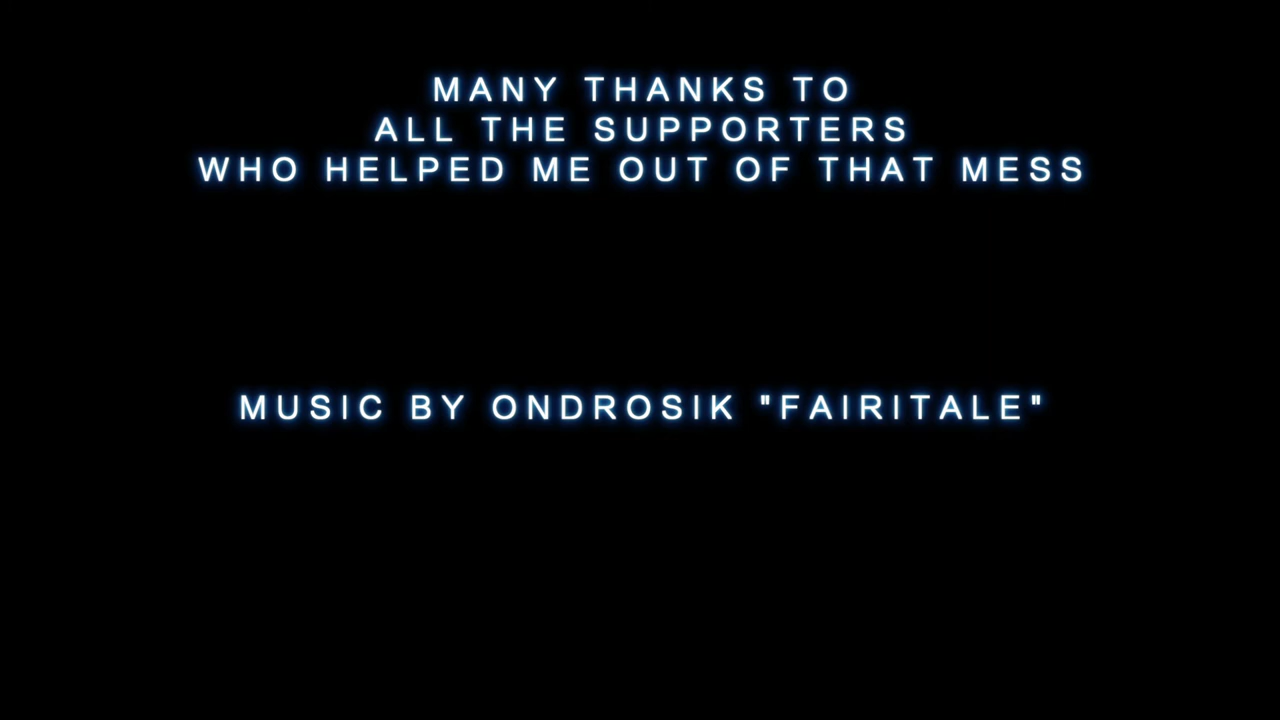 MANY THANKS TO
ALL THE SUPPORTERS
WHO HELPED ME OUT OF THAT MESS
MUSIC BY ONDROSIK "FAIRITALE"